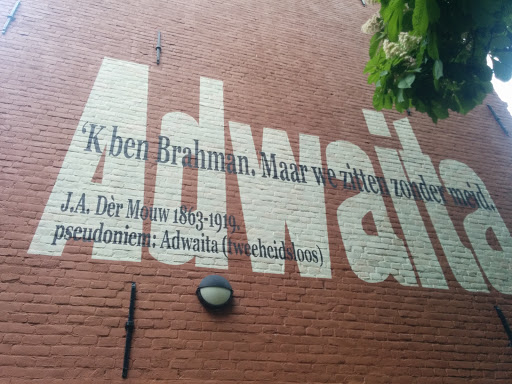 Adwaita
'K ben Brahman. Maar we zitten zonder meid.
J.A. Dèr Mouw 1863-1919,
pseudoniem: Adwaita (tweeheidsloos)